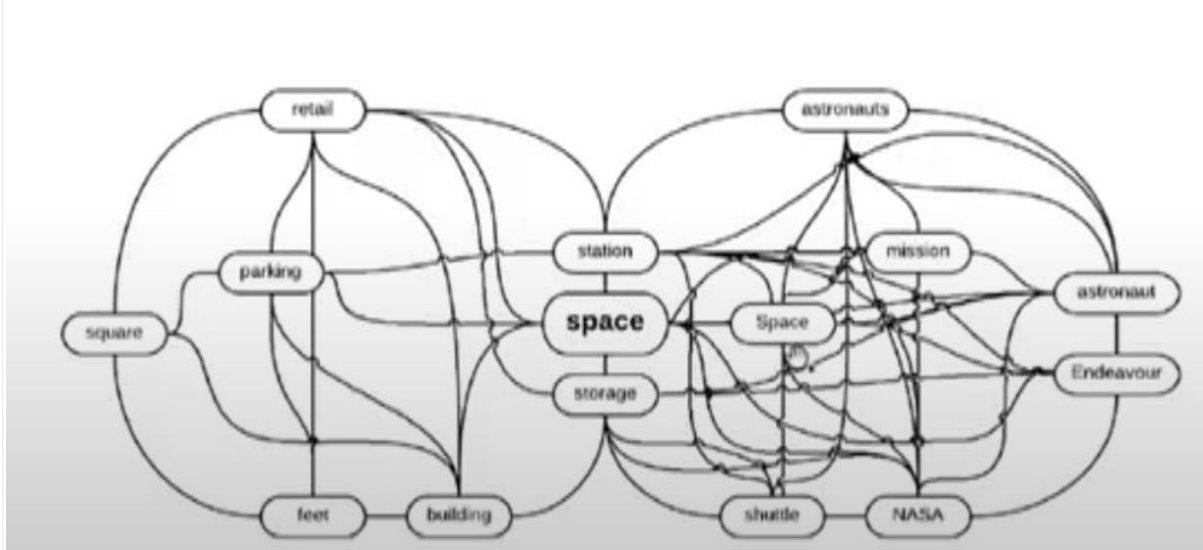 retail
astronauts
station
mission
parking
astronaut
space
Space
square
Endeavour
storage
feet
building
shuttle
NASA